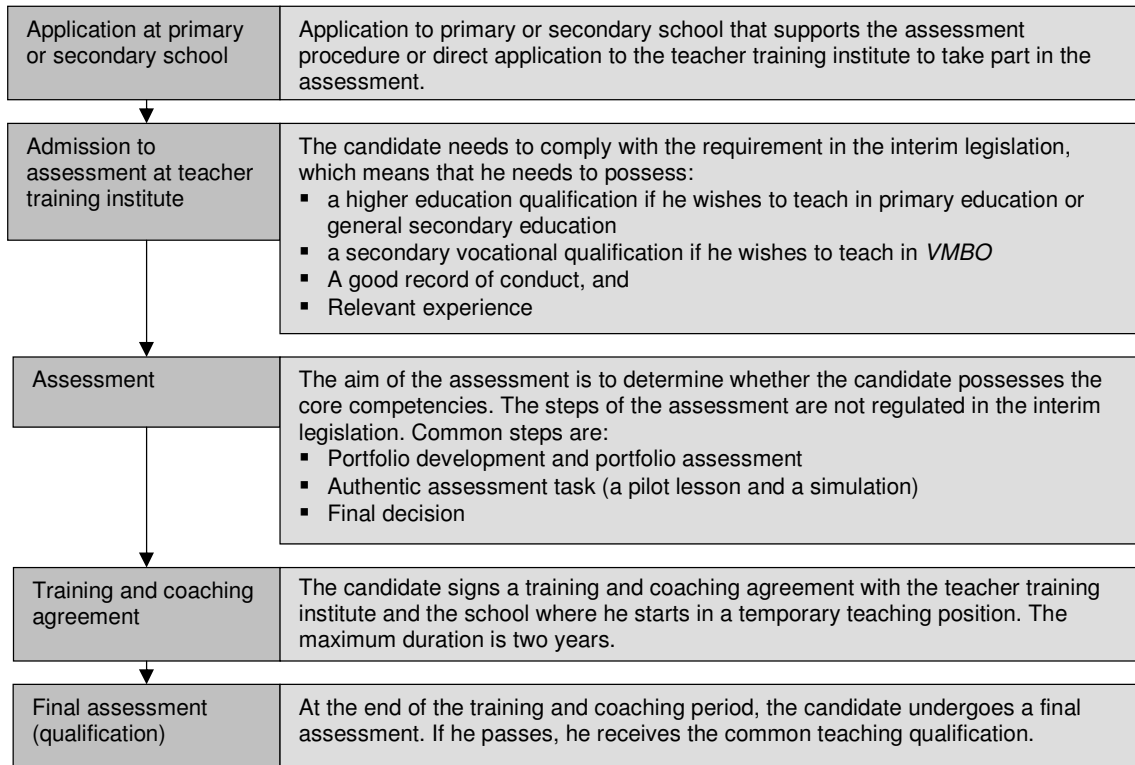 Application at primary
or secondary school
Application to primary or secondary school that supports the assessment
procedure or direct application to the teacher training institute to take part in the
assessment.
Admission to
assessment at teacher
training institute
The candidate needs to comply with the requirement in the interim legislation,
which means that he needs to possess:
▪ a higher education qualification if he wishes to teach in primary education or
general secondary education
▪ a secondary vocational qualification if he wishes to teach in VMBO
▪ A good record of conduct, and
▪ Relevant experience
Assessment
The aim of the assessment is to determine whether the candidate possesses the
core competencies. The steps of the assessment are not regulated in the interim
legislation. Common steps are:
▪ Portfolio development and portfolio assessment
▪ Authentic assessment task (a pilot lesson and a simulation)
▪ Final decision
Training and coaching
agreement
The candidate signs a training and coaching agreement with the teacher training
institute and the school where he starts in a temporary teaching position. The
maximum duration is two years.
Final assessment
(qualification)
At the end of the training and coaching period, the candidate undergoes a final
assessment. If he passes, he receives the common teaching qualification.